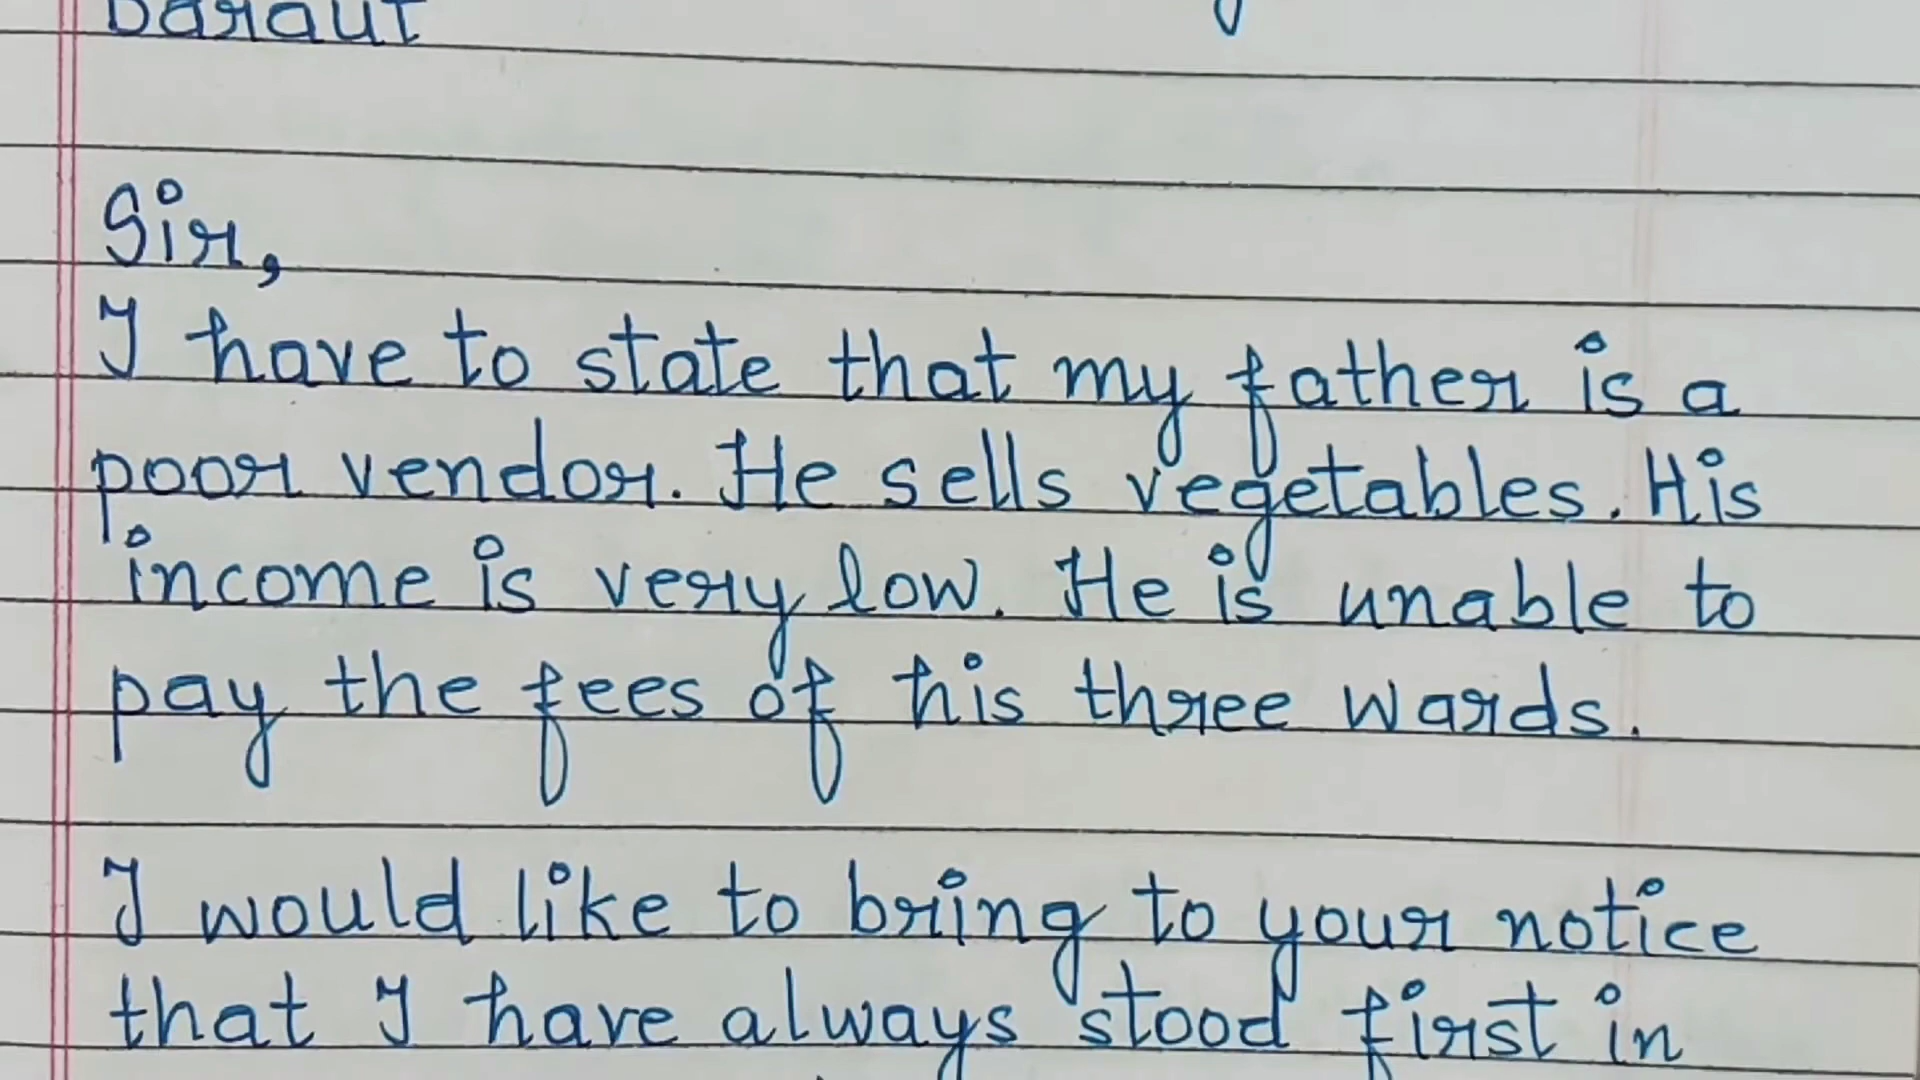 Baraut
Sir,
I have to state that my father is a
poor vendor. He sells vegetables. His
income is very low. He is unable to
pay the fees of his three wards.
I would like to bring to your notice
that I have always stood first in